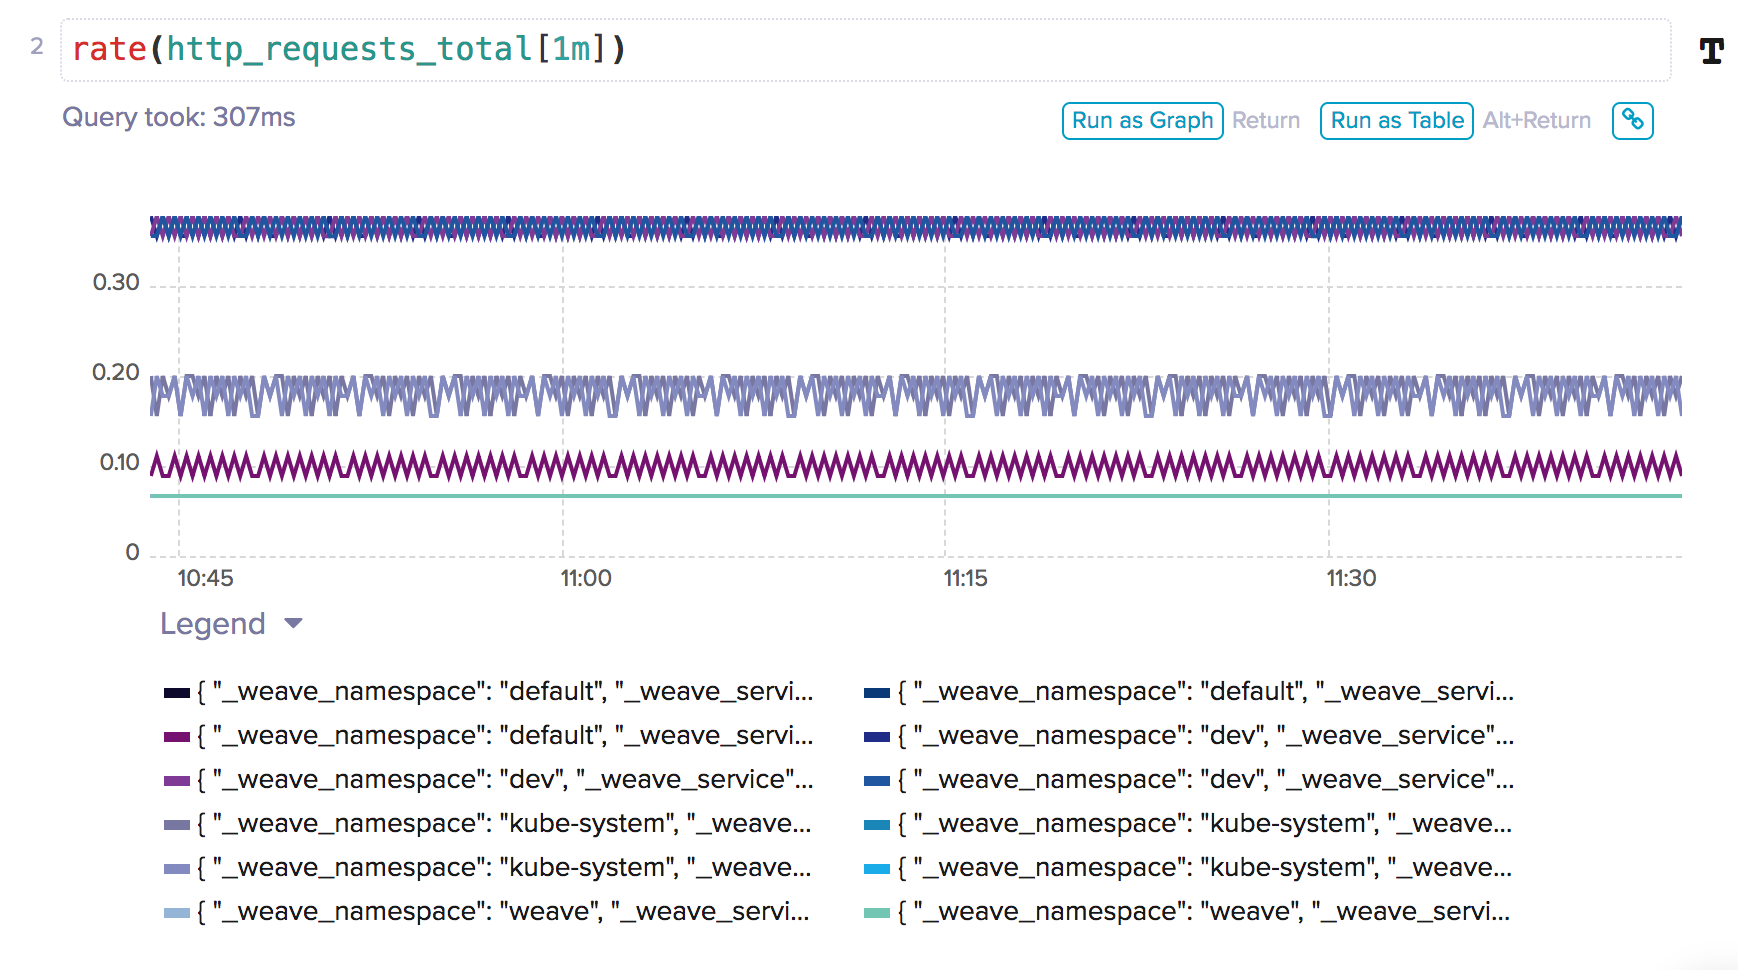 2 rate(http_requests_total[1m]) T
Query took: 307ms Run as Graph Return Run as Table Alt+Return
0.30
0.20
0.10
0
10:45 11:00 11:15 11:30
Legend
{ "_weave_namespace": "default", "_weave_servi... { "_weave_namespace": "default", "_weave_servi...
{ "_weave_namespace": "default", "_weave_servi... { "_weave_namespace": "dev", "_weave_service"...
{ "_weave_namespace": "dev", "_weave_service"... { "_weave_namespace": "dev", "_weave_service"...
{ "_weave_namespace": "kube-system", "_weave... { "_weave_namespace": "kube-system", "_weave...
{ "_weave_namespace": "kube-system", "_weave... { "_weave_namespace": "kube-system", "_weave...
{ "_weave_namespace": "weave", "_weave_servi... { "_weave_namespace": "weave", "_weave_servi...